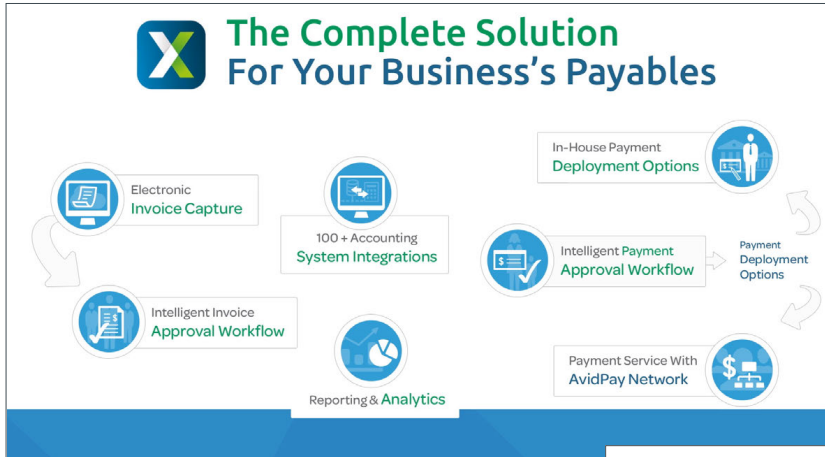 The Complete Solution
For Your Business's Payables
Electronic
Invoice Capture
Intelligent Invoice
Approval Workflow
100 + Accounting
System Integrations
Reporting & Analytics
In-House Payment
Deployment Options
Intelligent Payment
Approval Workflow
Payment
Deployment
Options
Payment Service With
AvidPay Network